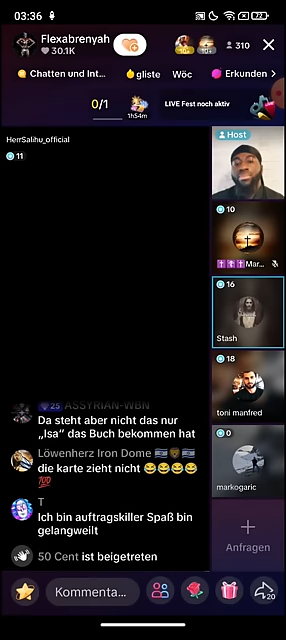 03:36
72
Flexabrenyah
30.1K
310
Chatten und Int...
gliste
Wöc
Erkunden
0/1
1h54m
LIVE Fest noch aktiv
HerrSalihu_official
11
Host
10
Mar...
16
Stash
18
toni manfred
0
markogaric
Anfragen
25 ASSYRIAN-WBN
Da steht aber nicht das nur
„Isa“ das Buch bekommen hat
Löwenherz Iron Dome 🇮🇱🦁🇮🇱
die karte zieht nicht 😂😂😂😂
💯
T
Ich bin auftragskiller Spaß bin
gelangweilt
50 Cent ist beigetreten
Kommenta...
20